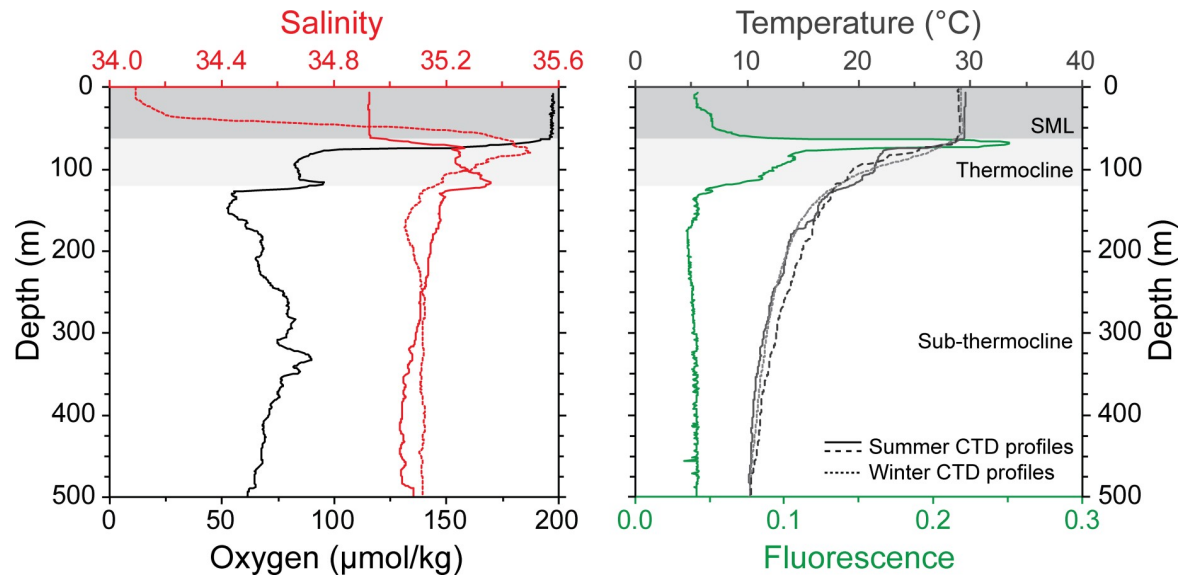 Salinity
34.0 34.4 34.8 35.2 35.6
Temperature (°C)
10 20 30 40
0
100
200
300
400
500
Depth (m)
0 50 100 150 200
Oxygen (µmol/kg)
SML
Thermocline
Sub-thermocline
Summer CTD profiles
Winter CTD profiles
0
100
200
300
400
500
Depth (m)
0.0 0.1 0.2 0.3
Fluorescence